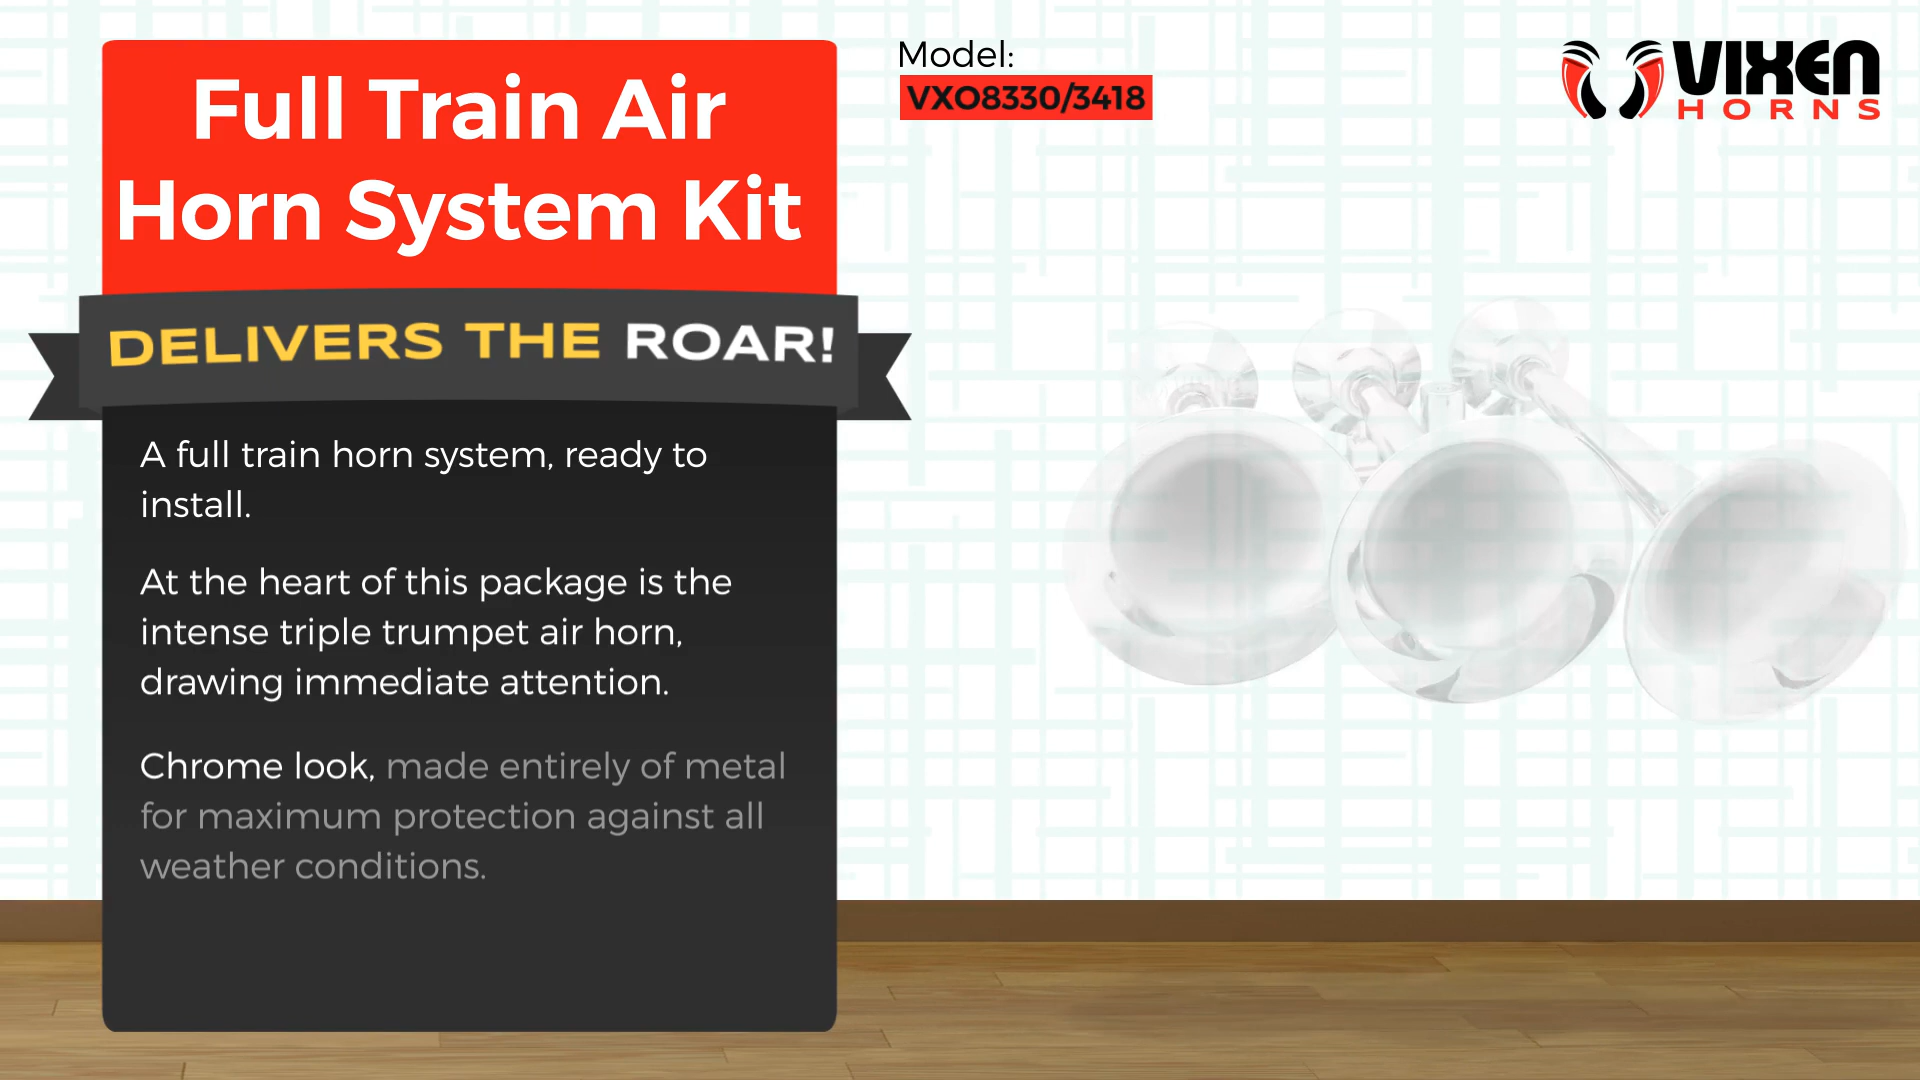 Full Train Air
Horn System Kit
DELIVERS THE ROAR!
A full train horn system, ready to
install.
At the heart of this package is the
intense triple trumpet air horn,
drawing immediate attention.
Chrome look, made entirely of metal
for maximum protection against all
weather conditions.
Model:
VXO8330/3418
VIXEN
HORNS